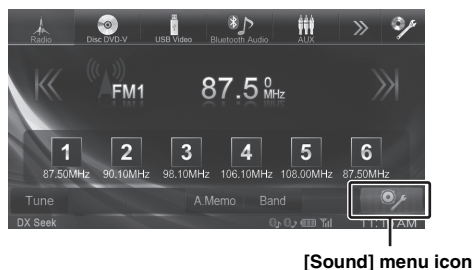 Radio Disc DVD-V USB Video Bluetooth Audio AUX
FM1 87.5 0 MHz
1 2 3 4 5 6
87.50MHz 90.10MHz 98.10MHz 106.10MHz 108.00MHz 87.50MHz
Tune A.Memo Band
DX Seek AM
[Sound] menu icon